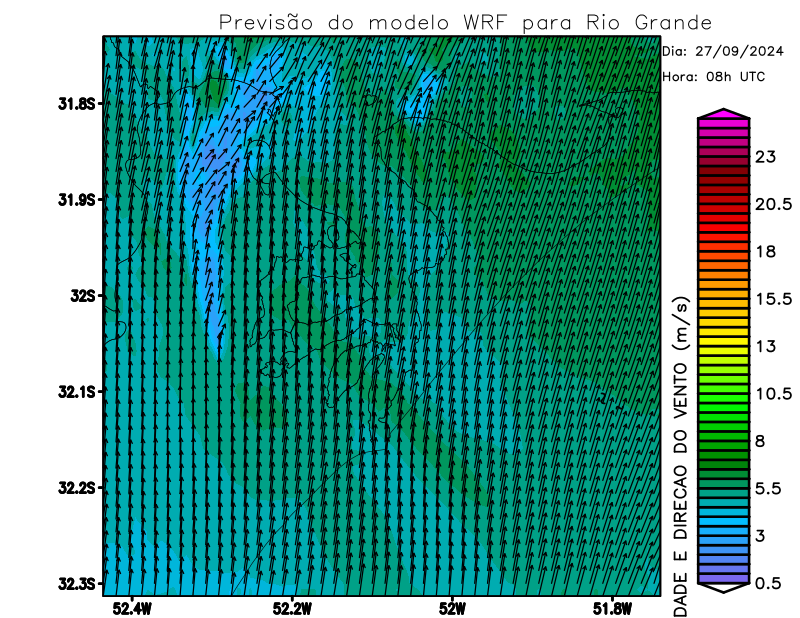 Previsão do modelo WRF para Rio Grande
Dia: 27/09/2024
Hora: 08h UTC
31.8S
31.9S
32S
32.1S
32.2S
32.3S
52.4W
52.2W
52W
51.8W
23
20.5
18
15.5
13
10.5
8
5.5
3
0.5
DADE E DIRECAO DO VENTO (m/s)